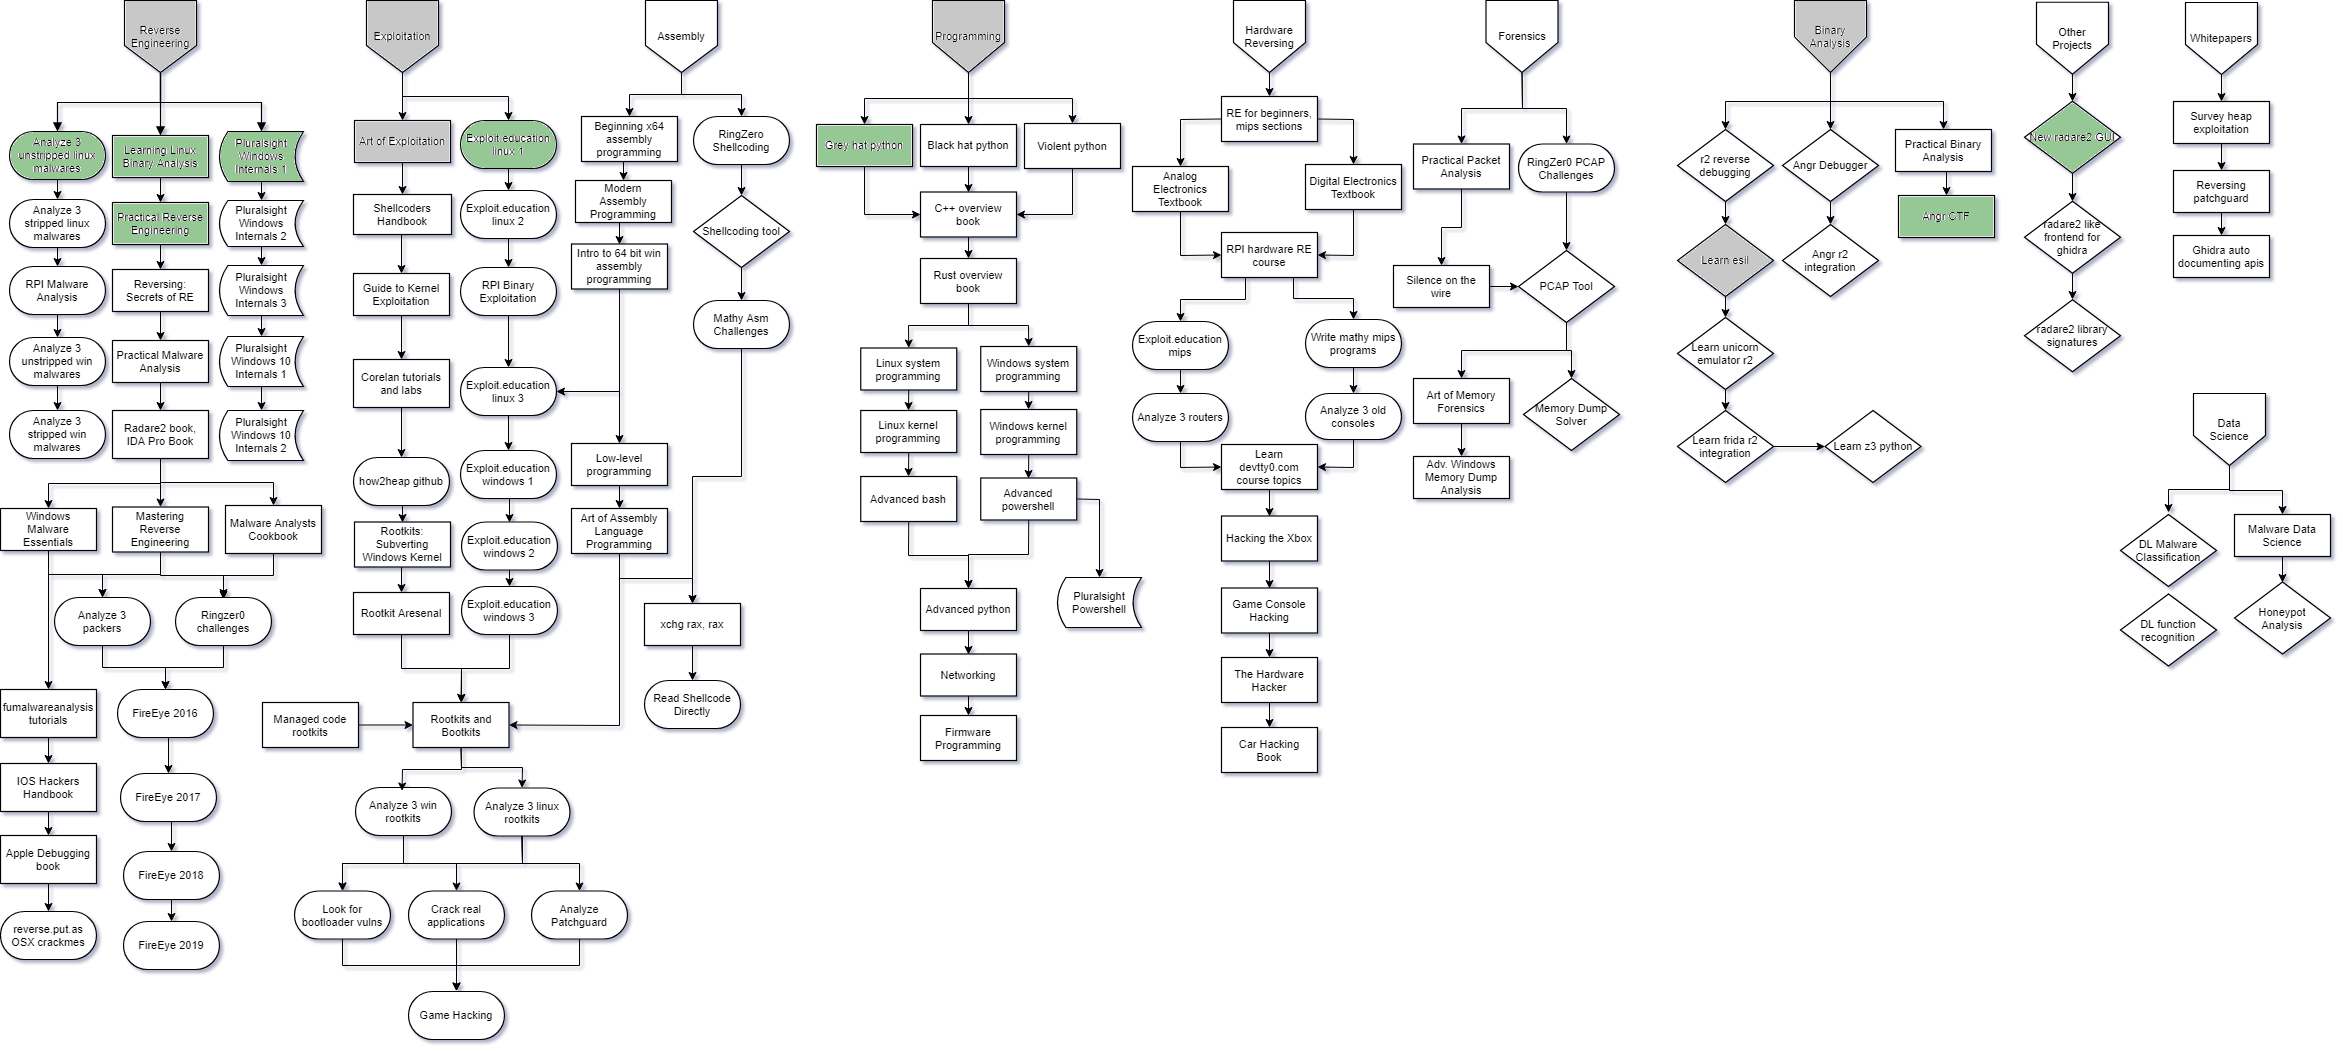 Reverse
Engineering
Analyze 3
unstripped linux
malwares
Learning Linux
Binary Analysis
Pluralsight
Windows
Internals 1
Analyze 3
stripped linux
malwares
Practical Reverse
Engineering
Pluralsight
Windows
Internals 2
RPI Malware
Analysis
Reversing:
Secrets of RE
Pluralsight
Windows
Internals 3
Analyze 3
unstripped win
malwares
Practical Malware
Analysis
Pluralsight
Windows 10
Internals 1
Analyze 3
stripped win
malwares
Radare2 book,
IDA Pro Book
Pluralsight
Windows 10
Internals 2
Windows
Malware
Essentials
Mastering
Reverse
Engineering
Malware Analysts
Cookbook
Analyze 3
packers
Ringzer0
challenges
fumalwareanalysis
tutorials
FireEye 2016
IOS Hackers
Handbook
FireEye 2017
Apple Debugging
book
FireEye 2018
reverse.put.as
OSX crackmes
FireEye 2019
Exploitation
Art of Exploitation
Exploit.education
linux 1
Shellcoders
Handbook
Exploit.education
linux 2
Guide to Kernel
Exploitation
RPI Binary
Exploitation
Corelan tutorials
and labs
Exploit.education
linux 3
how2heap github
Exploit.education
windows 1
Rootkits:
Subverting
Windows Kernel
Exploit.education
windows 2
Rootkit Aresenal
Exploit.education
windows 3
Managed code
rootkits
Rootkits and
Bootkits
Analyze 3 win
rootkits
Analyze 3 linux
rootkits
Look for
bootloader vulns
Crack real
applications
Analyze
Patchguard
Game Hacking
Assembly
Beginning x64
assembly
programming
RingZero
Shellcoding
Modern
Assembly
Programming
Shellcoding tool
Intro to 64 bit win
assembly
programming
Mathy Asm
Challenges
Low-level
programming
Art of Assembly
Language
Programming
xchg rax, rax
Read Shellcode
Directly
Programming
Grey hat python
Black hat python
Violent python
C++ overview
book
Rust overview
book
Linux system
programming
Windows system
programming
Linux kernel
programming
Windows kernel
programming
Advanced bash
Advanced
powershell
Advanced python
Pluralsight
Powershell
Networking
Firmware
Programming
Hardware
Reversing
RE for beginners,
mips sections
Analog
Electronics
Textbook
Digital Electronics
Textbook
RPI hardware RE
course
Exploit.education
mips
Write mathy mips
programs
Analyze 3 routers
Analyze 3 old
consoles
Learn
devtty0.com
course topics
Hacking the Xbox
Game Console
Hacking
The Hardware
Hacker
Car Hacking
Book
Forensics
Practical Packet
Analysis
RingZer0 PCAP
Challenges
Silence on the
wire
PCAP Tool
Art of Memory
Forensics
Memory Dump
Solver
Adv. Windows
Memory Dump
Analysis
Binary
Analysis
r2 reverse
debugging
Angr Debugger
Practical Binary
Analysis
Learn esil
Angr r2
integration
Angr CTF
Learn unicorn
emulator r2
Learn frida r2
integration
Learn z3 python
Other
Projects
New radare2 GUI
radare2 like
frontend for
ghidra
radare2 library
signatures
Whitepapers
Survey heap
exploitation
Reversing
patchguard
Ghidra auto
documenting apis
Data
Science
DL Malware
Classification
Malware Data
Science
DL function
recognition
Honeypot
Analysis